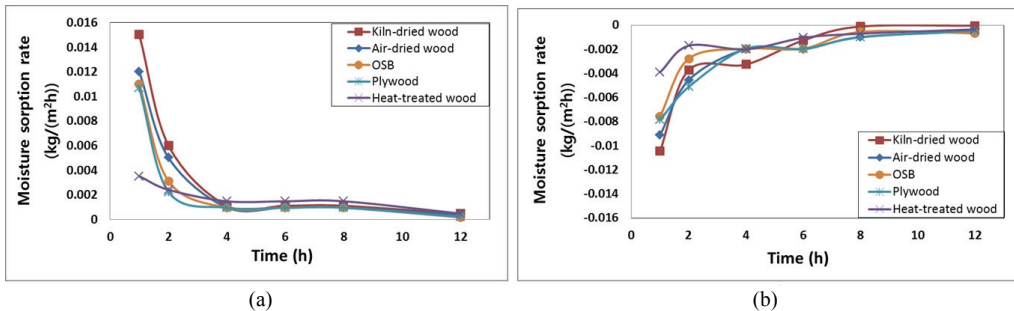 Moisture sorption rate
(kg/(m²h))
0.016
0.014
0.012
0.01
0.008
0.006
0.004
0.002
0
0 2 4 6 8 10 12
Time (h)
Kiln-dried wood
Air-dried wood
OSB
Plywood
Heat-treated wood
(a)
Moisture sorption rate
(kg/(m²h))
0
-0.002
-0.004
-0.006
-0.008
-0.01
-0.012
-0.014
-0.016
0 2 4 6 8 10 12
Time (h)
Kiln-dried wood
Air-dried wood
OSB
Plywood
Heat-treated wood
(b)